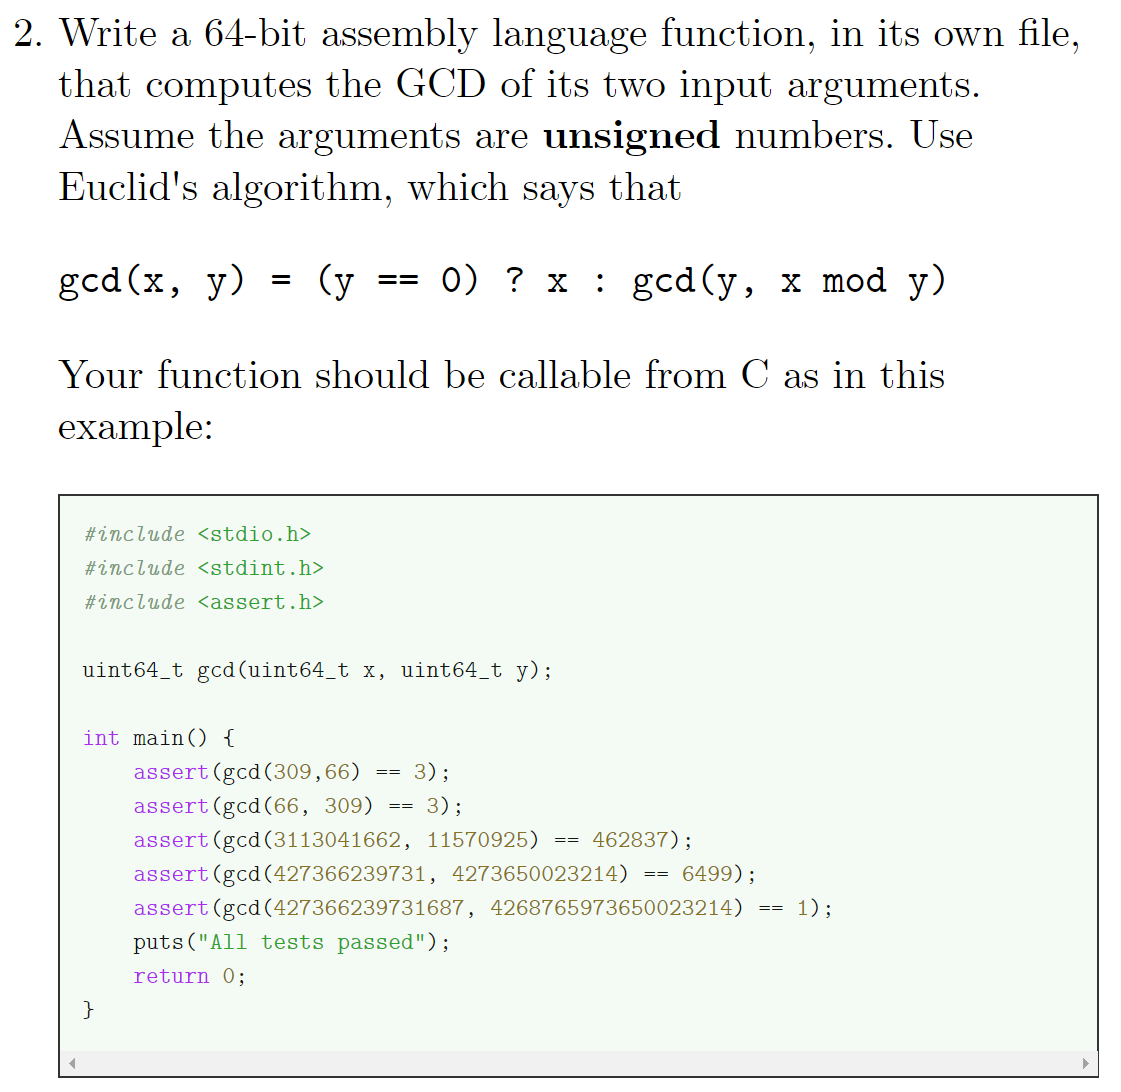 2. Write a 64-bit assembly language function, in its own file,
that computes the GCD of its two input arguments.
Assume the arguments are unsigned numbers. Use
Euclid's algorithm, which says that
gcd(x, y) = (y == 0) ? x : gcd(y, x mod y)
Your function should be callable from C as in this
example:
#include <stdio.h>
#include <stdint.h>
#include <assert.h>
uint64_t gcd(uint64_t x, uint64_t y);
int main() {
    assert(gcd(309,66) == 3);
    assert(gcd(66, 309) == 3);
    assert(gcd(3113041662, 11570925) == 462837);
    assert(gcd(427366239731, 4273650023214) == 6499);
    assert(gcd(427366239731687, 4268765973650023214) == 1);
    puts("All tests passed");
    return 0;
}